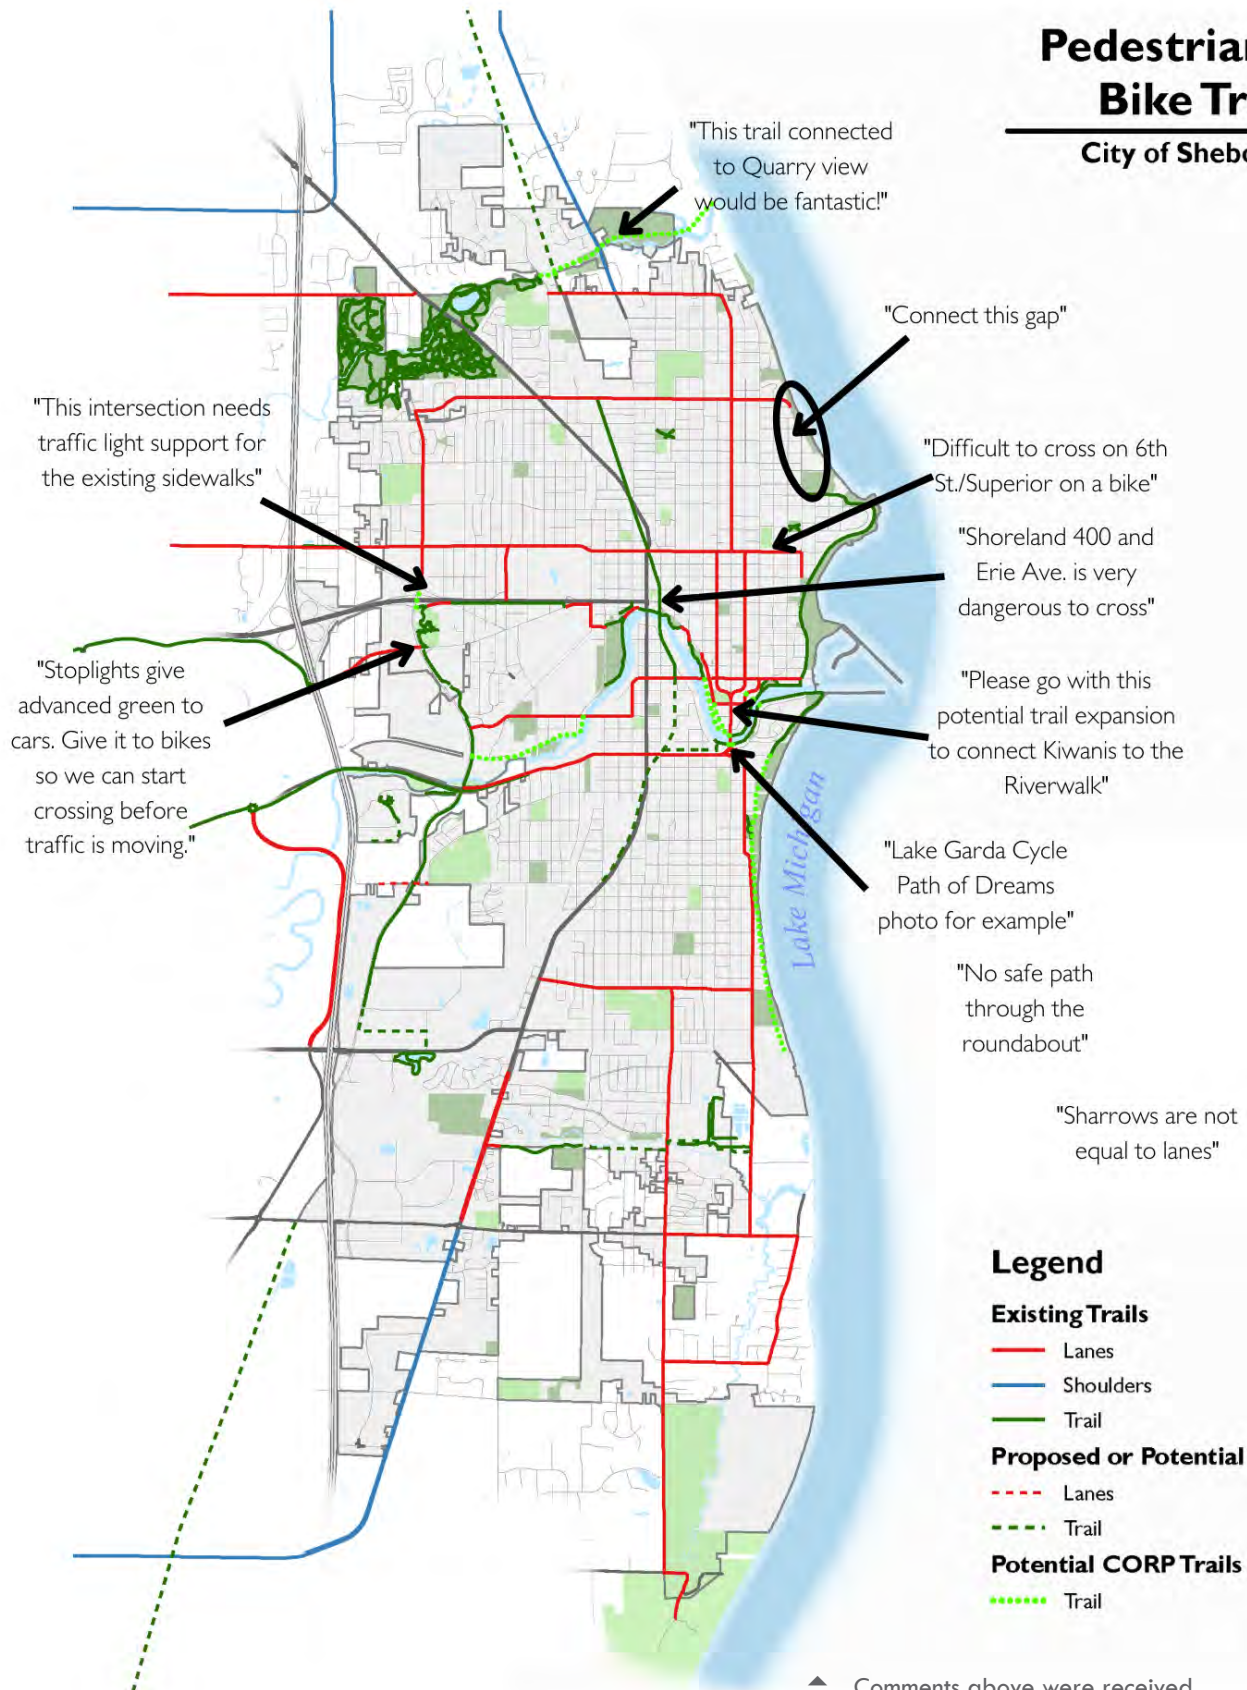 Pedestrian
Bike Tr
City of Shebo
"This trail connected
to Quarry view
would be fantastic!"
"Connect this gap"
"This intersection needs
traffic light support for
the existing sidewalks"
"Difficult to cross on 6th
St./Superior on a bike"
"Shoreland 400 and
Erie Ave. is very
dangerous to cross"
"Stoplights give
advanced green to
cars. Give it to bikes
so we can start
crossing before
traffic is moving."
"Please go with this
potential trail expansion
to connect Kiwanis to the
Riverwalk"
Lake Michigan
"Lake Garda Cycle
Path of Dreams
photo for example"
"No safe path
through the
roundabout"
"Sharrows are not
equal to lanes"
Legend
Existing Trails
Lanes
Shoulders
Trail
Proposed or Potential
Lanes
Trail
Potential CORP Trails
Trail
Comments above were received